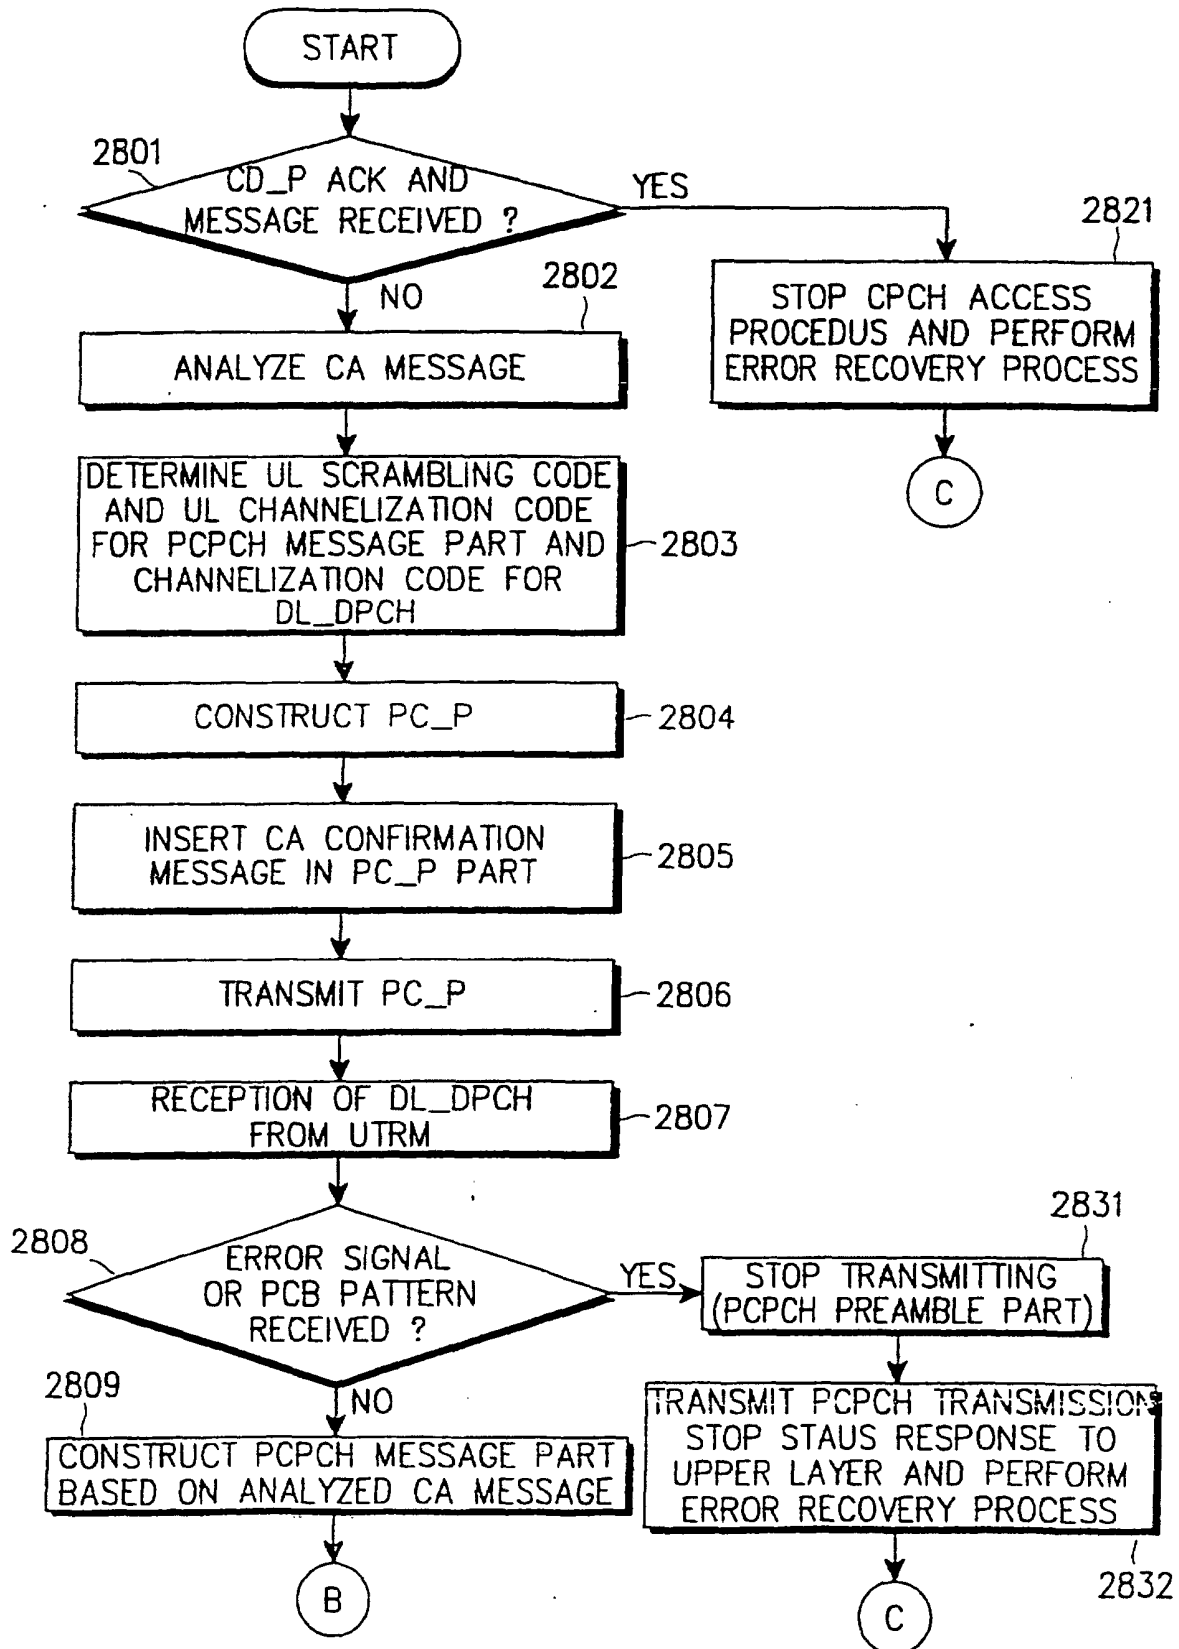 START
2801
CD_P ACK AND
MESSAGE RECEIVED ?
YES
2821
STOP CPCH ACCESS
PROCEDUS AND PERFORM
ERROR RECOVERY PROCESS
C
NO
2802
ANALYZE CA MESSAGE
DETERMINE UL SCRAMBLING CODE
AND UL CHANNELIZATION CODE
FOR PCPCH MESSAGE PART AND
CHANNELIZATION CODE FOR
DL_DPCH
2803
CONSTRUCT PC_P
2804
INSERT CA CONFIRMATION
MESSAGE IN PC_P PART
2805
TRANSMIT PC_P
2806
RECEPTION OF DL_DPCH
FROM UTRM
2807
2808
ERROR SIGNAL
OR PCB PATTERN
RECEIVED ?
YES
2831
STOP TRANSMITTING
(PCPCH PREAMBLE PART)
NO
2809
CONSTRUCT PCPCH MESSAGE PART
BASED ON ANALYZED CA MESSAGE
B
TRANSMIT PCPCH TRANSMISSION
STOP STAUS RESPONSE TO
UPPER LAYER AND PERFORM
ERROR RECOVERY PROCESS
2832
C